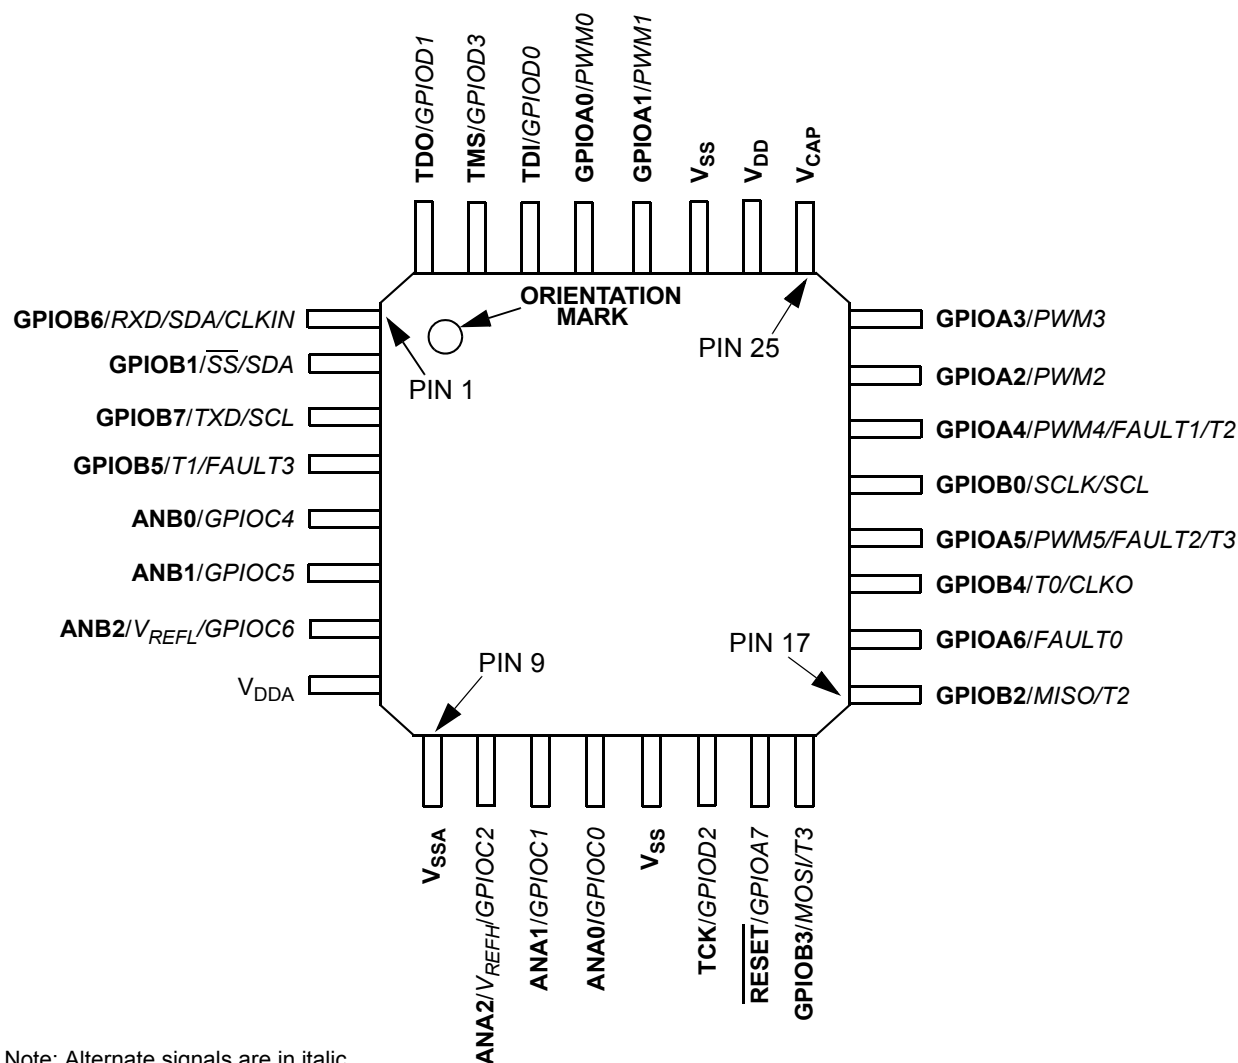 TDO/GPIOD1
TMS/GPIOD3
TDI/GPIOD0
GPIOA0/PWM0
GPIOA1/PWM1
VSS
VDD
VCAP
ORIENTATION
MARK
PIN 25
PIN 1
GPIOB6/RXD/SDA/CLKIN
GPIOB1/S̅S̅/SDA
GPIOB7/TXD/SCL
GPIOB5/T1/FAULT3
ANB0/GPIOC4
ANB1/GPIOC5
ANB2/VREFL/GPIOC6
VDDA
GPIOA3/PWM3
GPIOA2/PWM2
GPIOA4/PWM4/FAULT1/T2
GPIOB0/SCLK/SCL
GPIOA5/PWM5/FAULT2/T3
GPIOB4/T0/CLKO
GPIOA6/FAULT0
GPIOB2/MISO/T2
PIN 17
PIN 9
VSSA
ANA2/VREFH/GPIOC2
ANA1/GPIOC1
ANA0/GPIOC0
VSS
TCK/GPIOD2
R̅E̅S̅E̅T̅/GPIOA7
GPIOB3/MOSI/T3
Note: Alternate signals are in italic